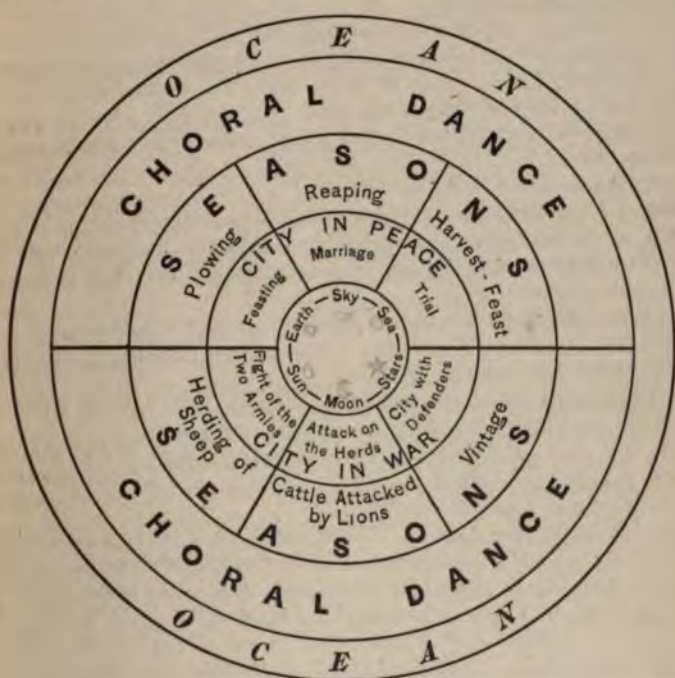 OCEAN
CHORAL DANCE
SEASONS
Plowing
Reaping
Harvest - Feast
CITY IN PEACE
Feasting
Marriage
Trial
Earth
Sky
Sea
Sun
Moon
Stars
Fight of the
Two Armies
Attack on
the Herds
City with
Defenders
CITY IN WAR
Herding of
Sheep
Cattle Attacked
by Lions
Vintage
SEASONS
CHORAL DANCE
OCEAN